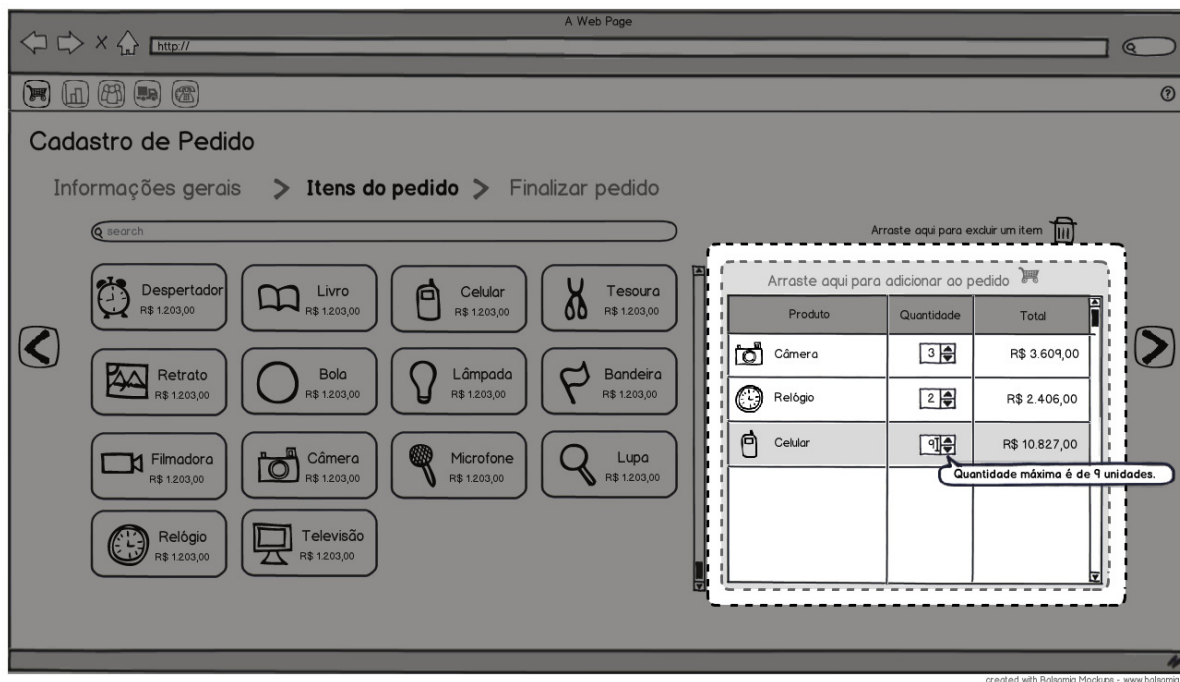 A Web Page
http://
Cadastro de Pedido
Informações gerais > Itens do pedido > Finalizar pedido
search
Arraste aqui para excluir um item
Despertador
R$ 1.203,00
Livro
R$ 1.203,00
Celular
R$ 1.203,00
Tesoura
R$ 1.203,00
Retrato
R$ 1.203,00
Bola
R$ 1.203,00
Lâmpada
R$ 1.203,00
Bandeira
R$ 1.203,00
Filmadora
R$ 1.203,00
Câmera
R$ 1.203,00
Microfone
R$ 1.203,00
Lupa
R$ 1.203,00
Relógio
R$ 1.203,00
Televisão
R$ 1.203,00
Arraste aqui para adicionar ao pedido
Produto Quantidade Total
Câmera 3 R$ 3.609,00
Relógio 2 R$ 2.406,00
Celular 9 R$ 10.827,00
Quantidade máxima é de 9 unidades.
created with Balsamiq Mockups - www.balsamiq